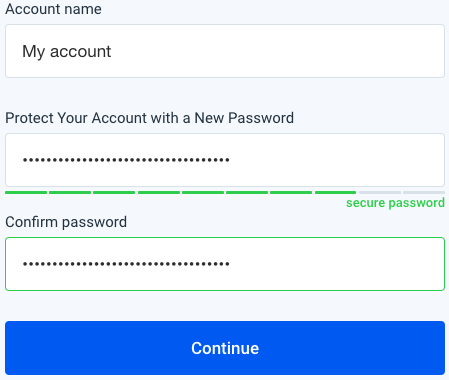 Account name
My account
Protect Your Account with a New Password
••••••••••••••••••••••••••••••••••
secure password
Confirm password
••••••••••••••••••••••••••••••••••
Continue